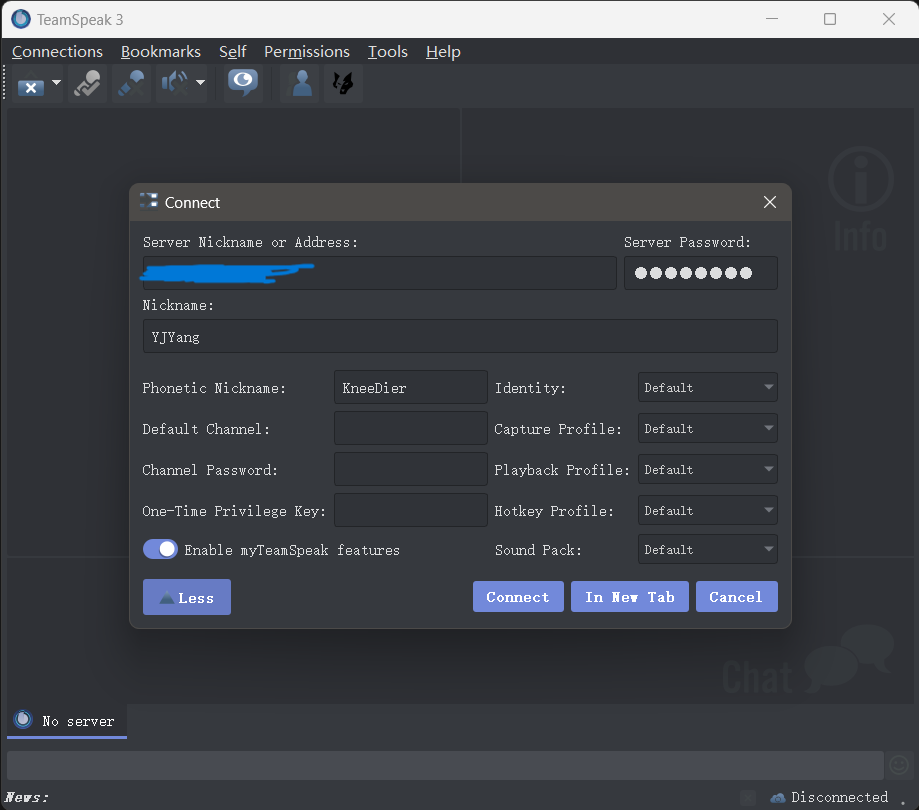 TeamSpeak 3
Connections Bookmarks Self Permissions Tools Help
Info
Connect
Server Nickname or Address: Server Password:
Nickname:
YJYang
Phonetic Nickname: KneeDier Identity: Default
Default Channel: Capture Profile: Default
Channel Password: Playback Profile: Default
One-Time Privilege Key: Hotkey Profile: Default
Enable myTeamSpeak features Sound Pack: Default
Less Connect In New Tab Cancel
Chat
No server
News: Disconnected